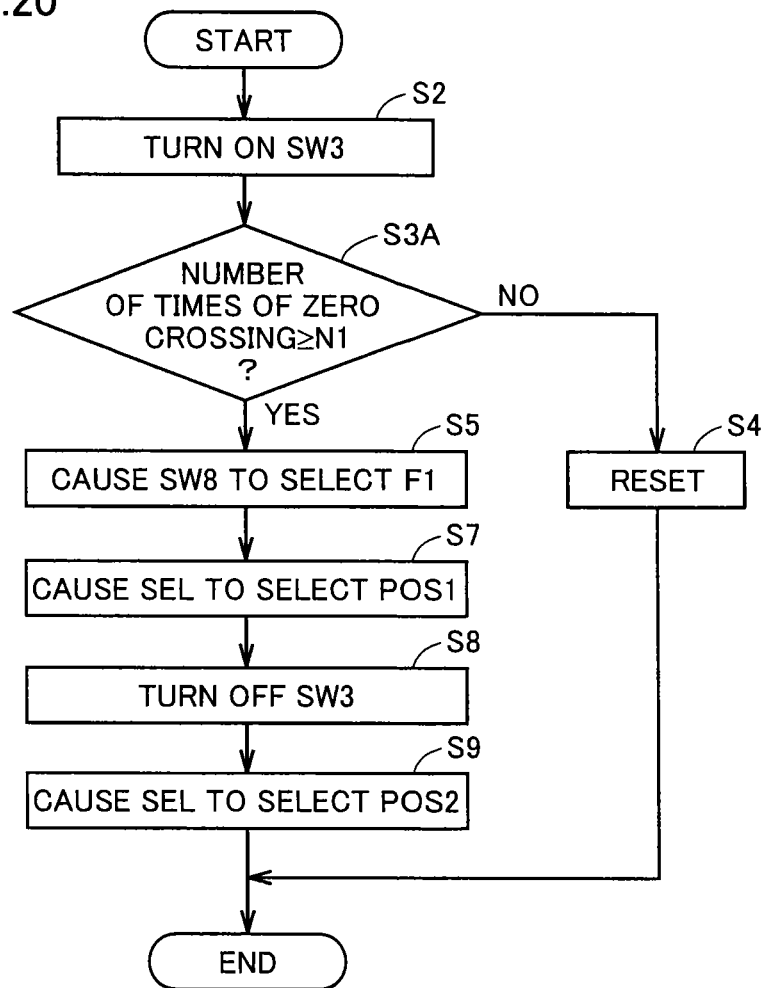 .20
START
S2
TURN ON SW3
S3A
NUMBER
OF TIMES OF ZERO
CROSSING≥N1
?
NO
YES
S5
CAUSE SW8 TO SELECT F1
S4
RESET
S7
CAUSE SEL TO SELECT POS1
S8
TURN OFF SW3
S9
CAUSE SEL TO SELECT POS2
END